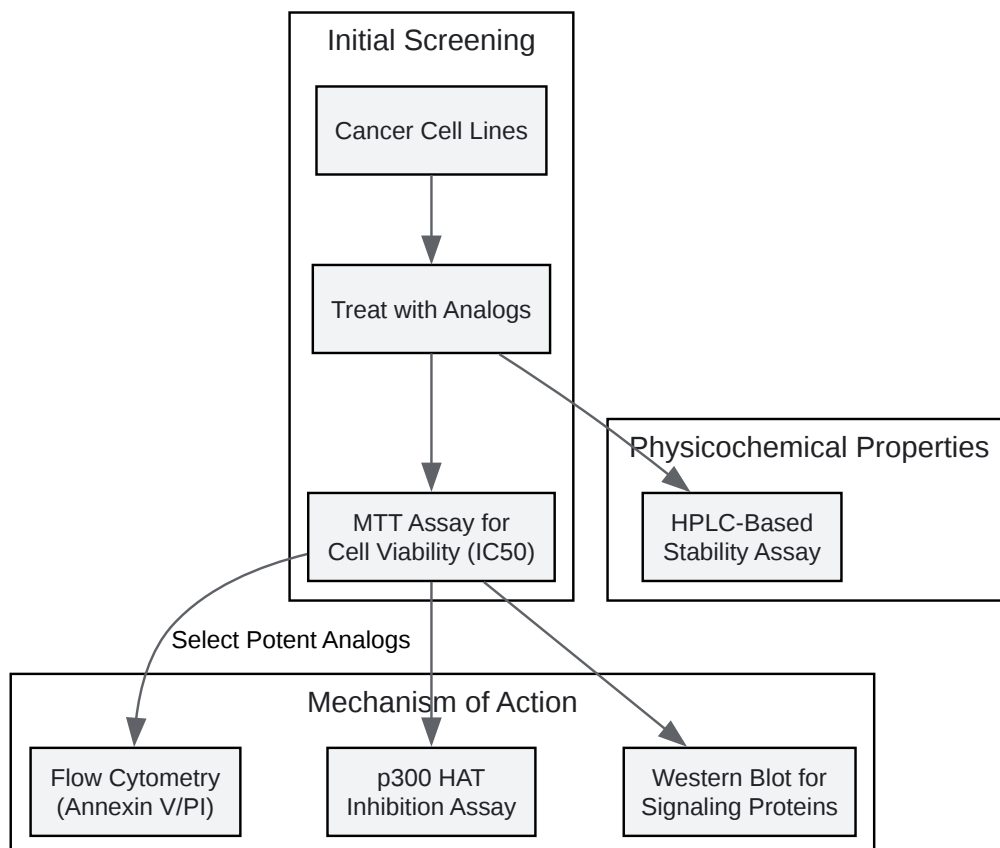 Initial Screening
Cancer Cell Lines
Treat with Analogs
Physicochemical Properties
MTT Assay for
Cell Viability (IC50)
HPLC-Based
Stability Assay
Select Potent Analogs
Mechanism of Action
Flow Cytometry
(Annexin V/PI)
p300 HAT
Inhibition Assay
Western Blot for
Signaling Proteins